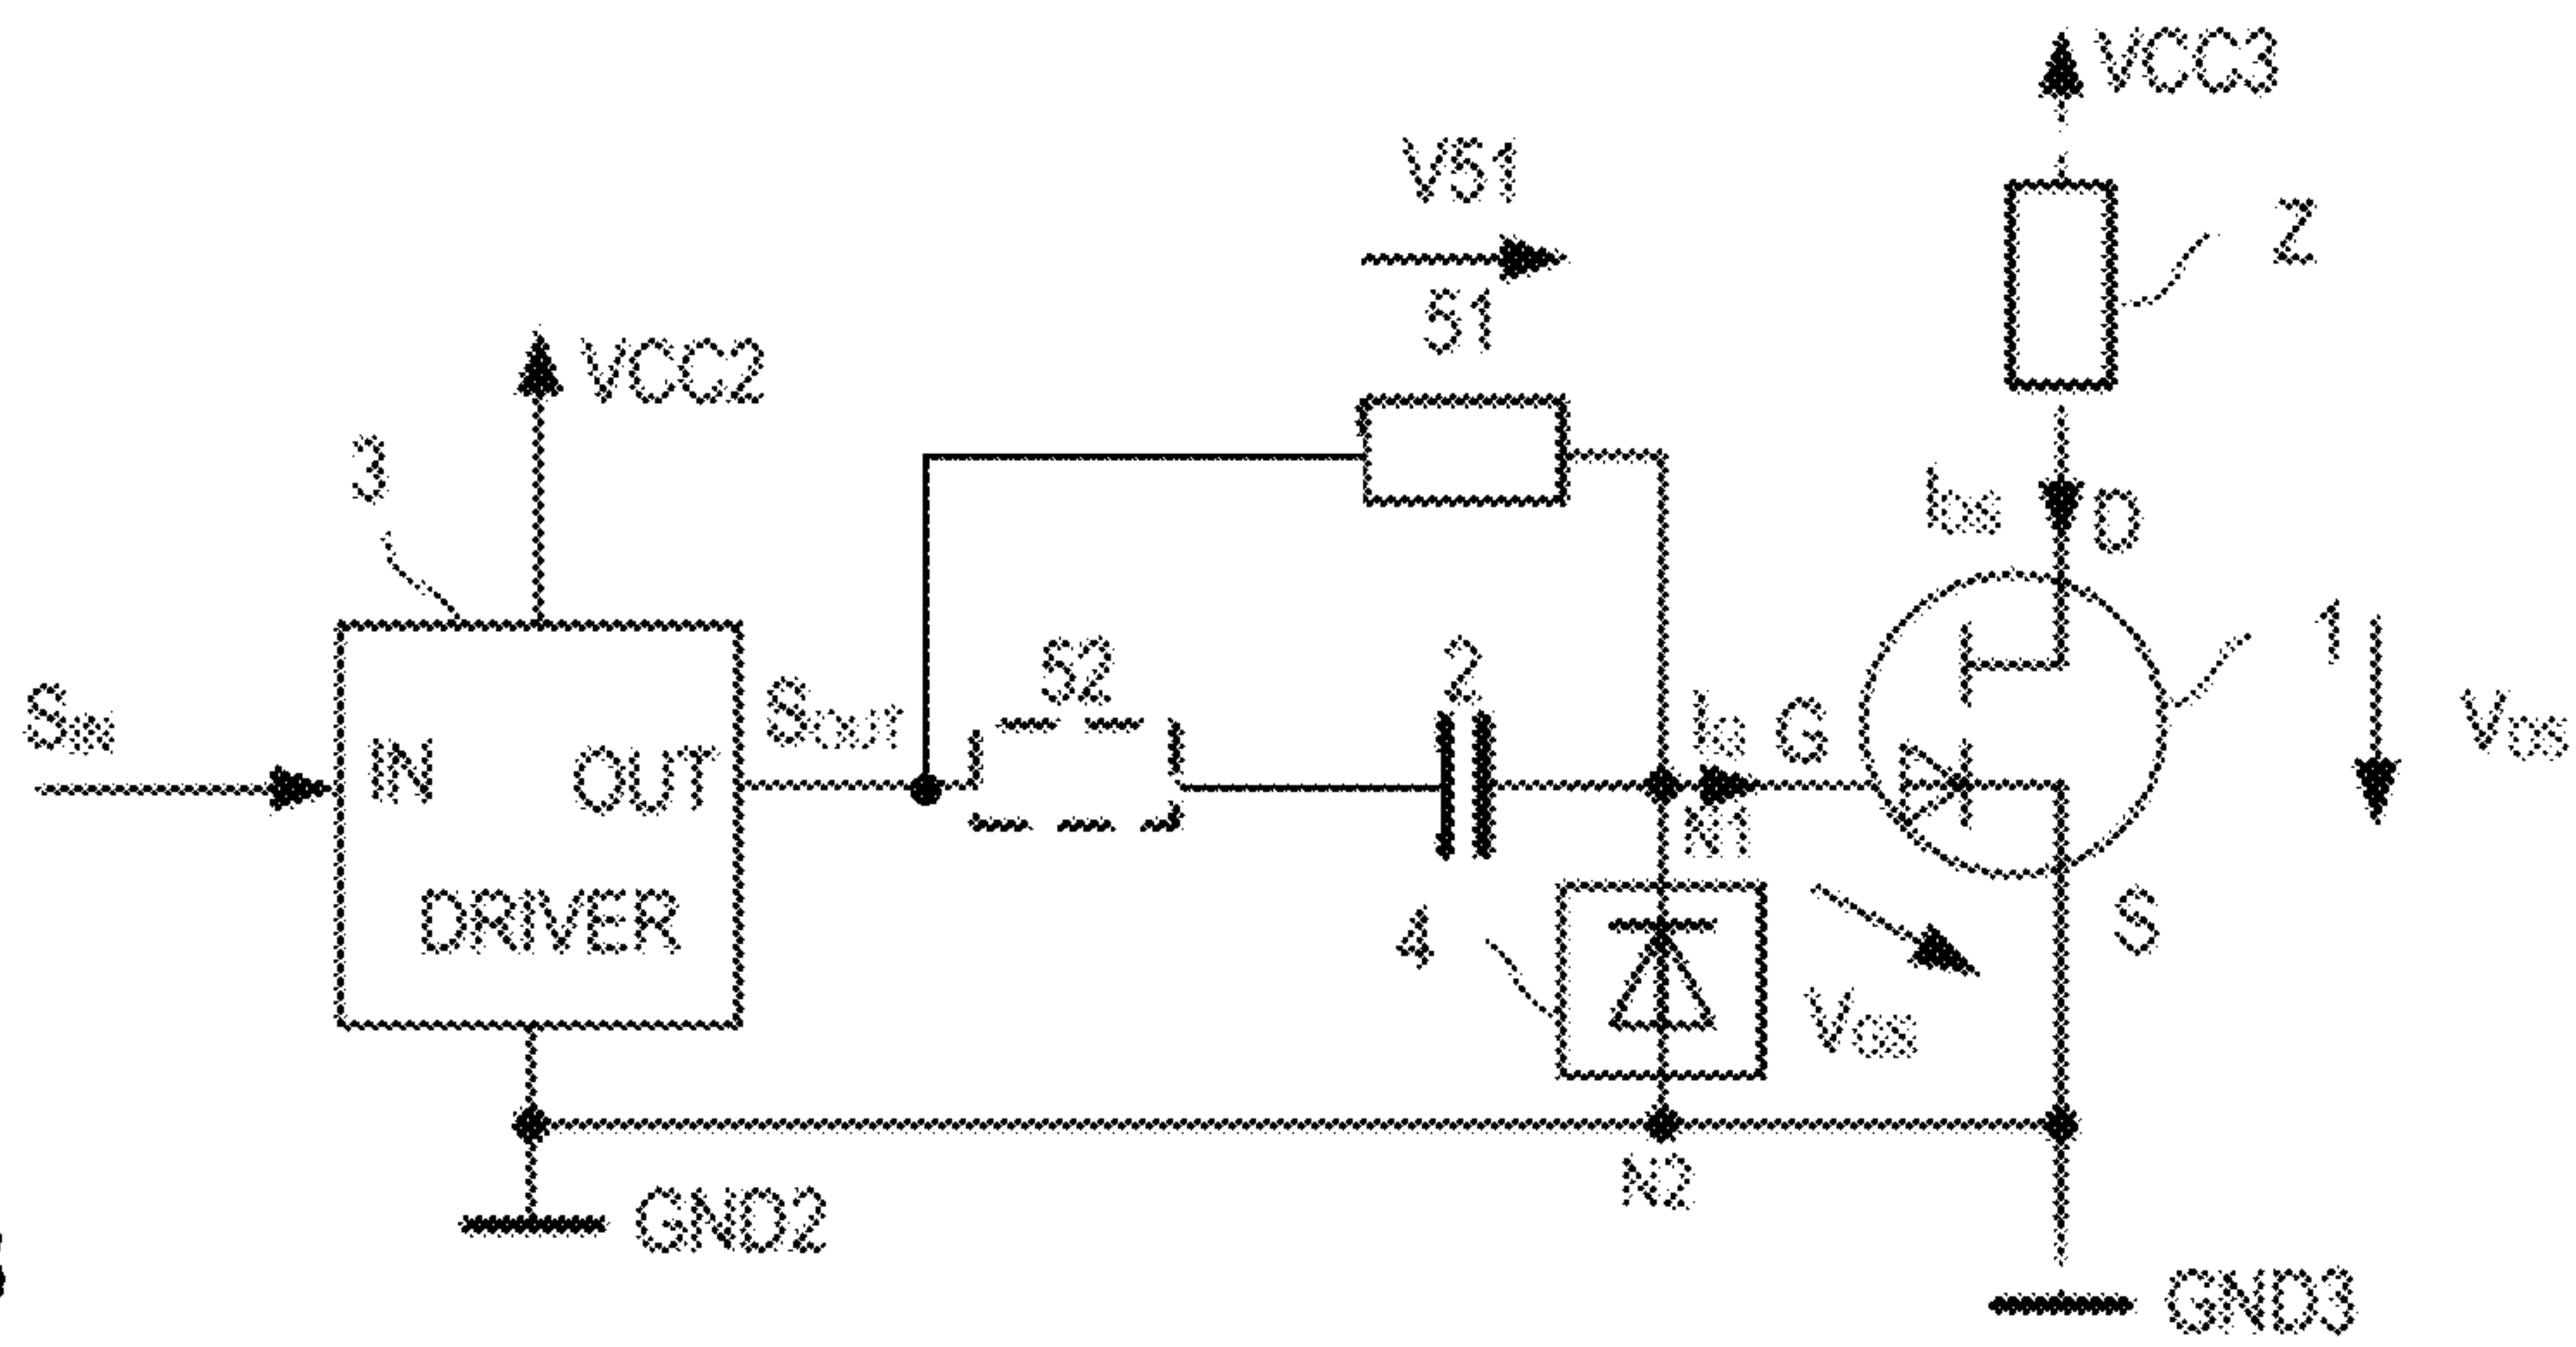 VCC3
V51
Z
51
VCC2
3
IDS
D
1
52
2
SIN
SOUT
IG
G
VDS
IN
OUT
N1
DRIVER
4
S
VGS
N2
GND2
GND3